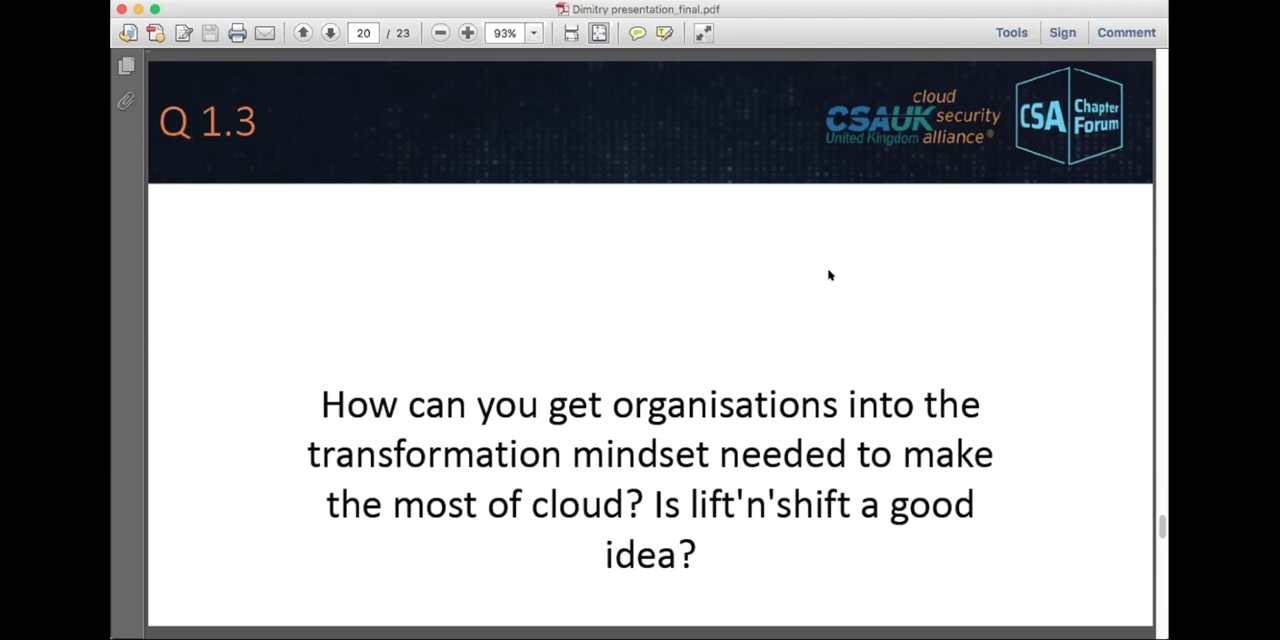 Dimitry presentation_final.pdf
20 / 23
93%
Tools Sign Comment
Q 1.3
cloud
CSAUK security
United Kingdom alliance®
CSA Chapter
Forum
How can you get organisations into the
transformation mindset needed to make
the most of cloud? Is lift'n'shift a good
idea?